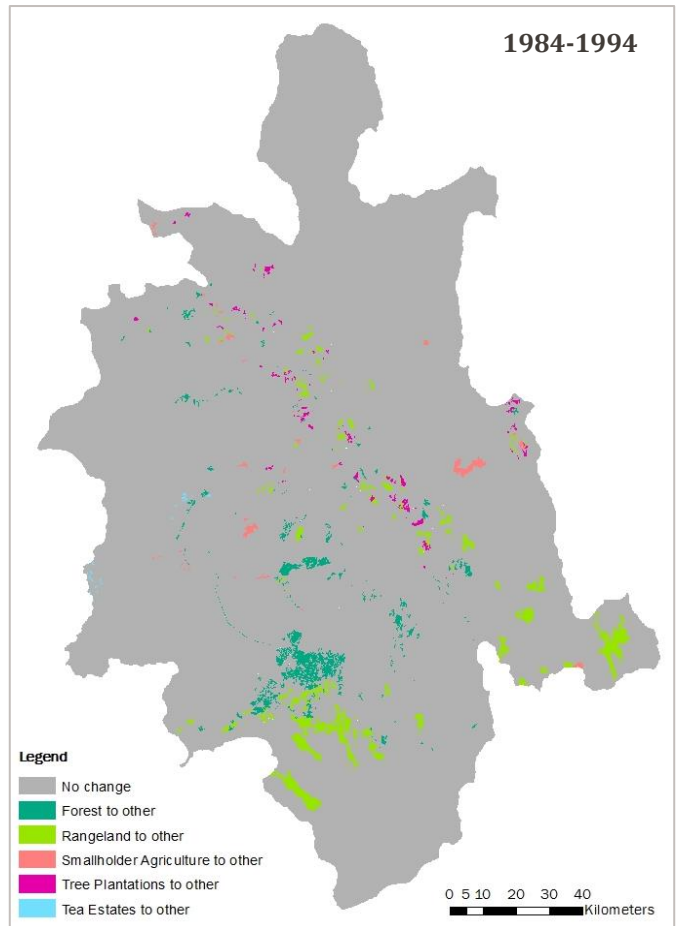 1984-1994
Legend
No change
Forest to other
Rangeland to other
Smallholder Agriculture to other
Tree Plantations to other
Tea Estates to other
0 5 10 20 30 40
Kilometers